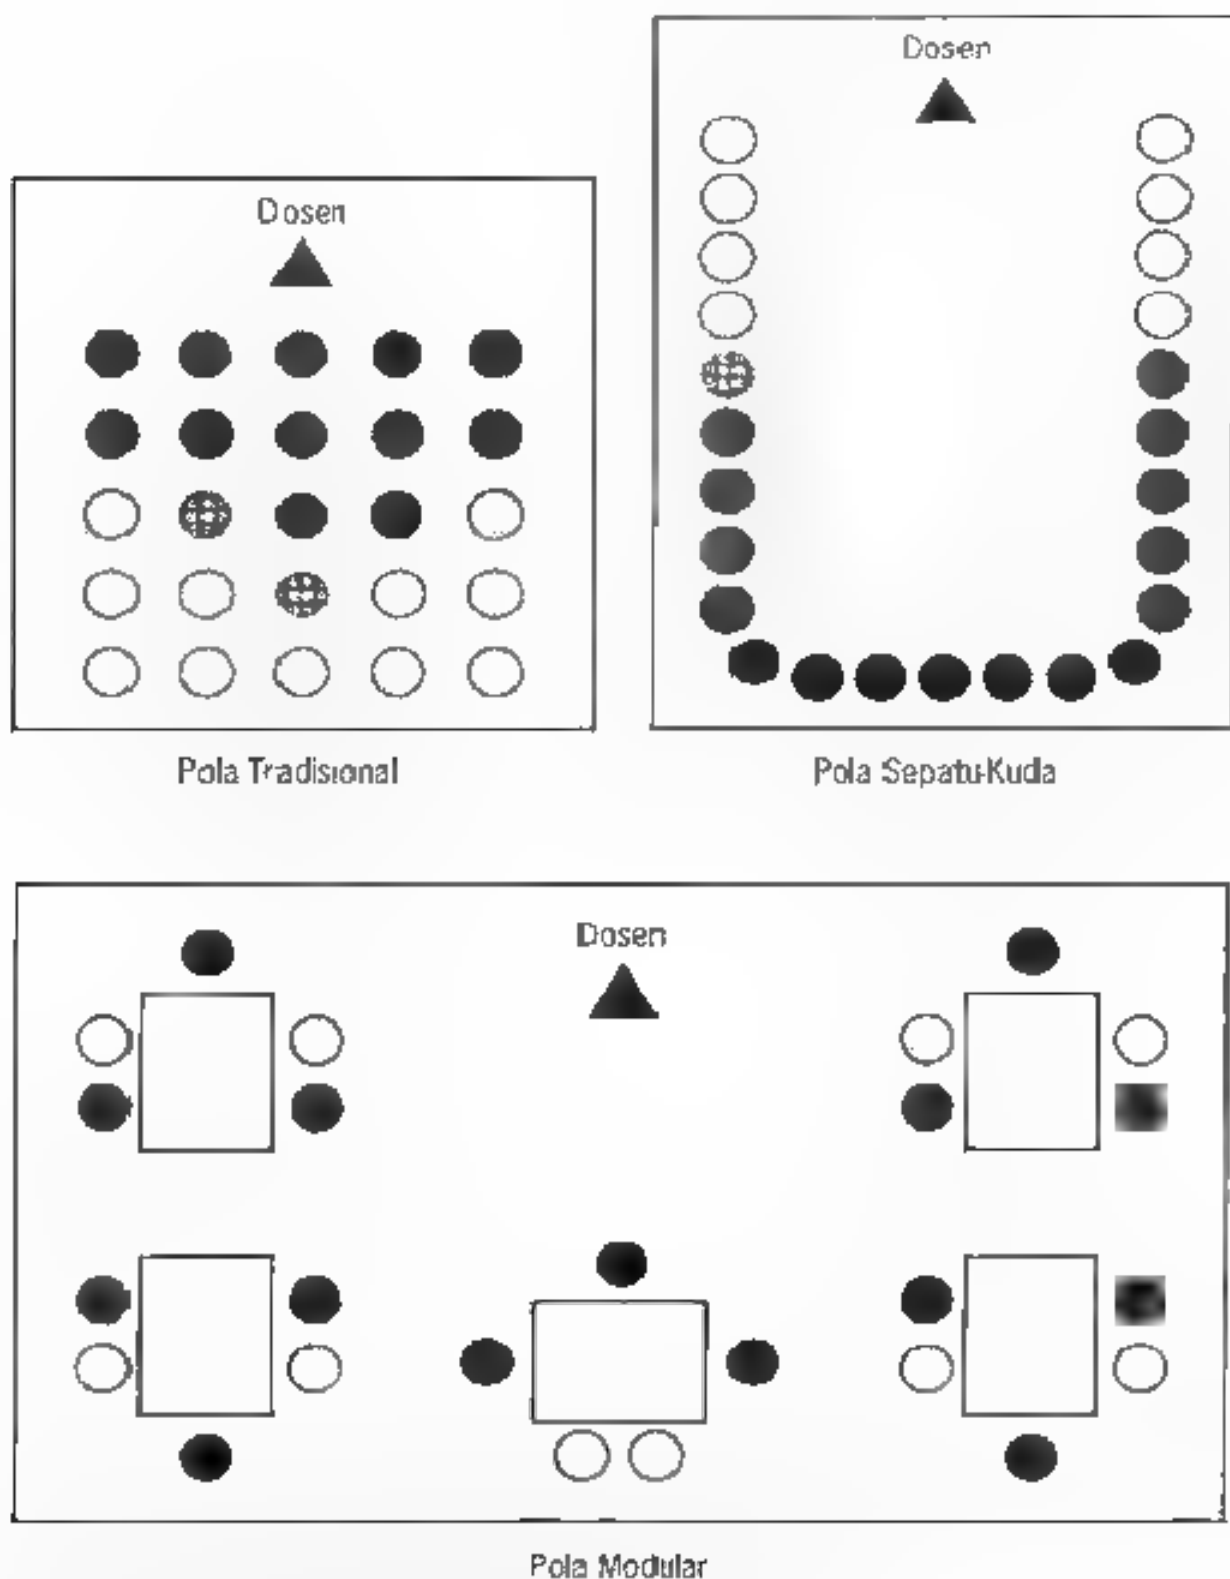 Dosen
Dosen
Pola Tradisional
Pola Sepatu-Kuda
Dosen
Pola Modular